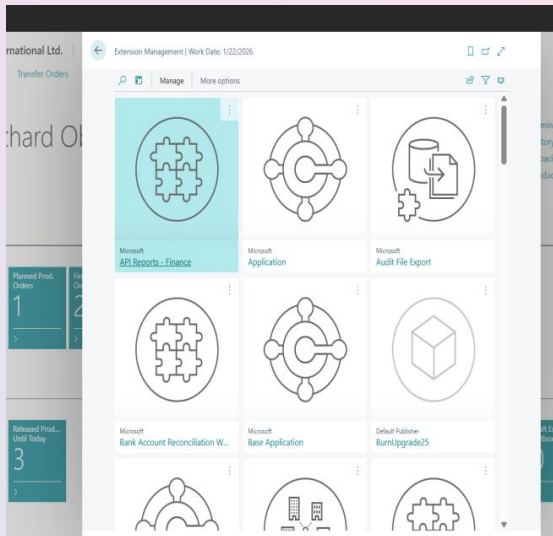 rnational Ltd.
Extension Management | Work Date: 1/22/2026
Transfer Orders
Manage
More options
chard O
Microsoft
API Reports - Finance
Microsoft
Application
Microsoft
Audit File Export
Planned Prod.
Orders
1
2
Microsoft
Bank Account Reconciliation W...
Microsoft
Base Application
Default Publisher
BurnUpgrade25
Released Prod...
Until Today
3